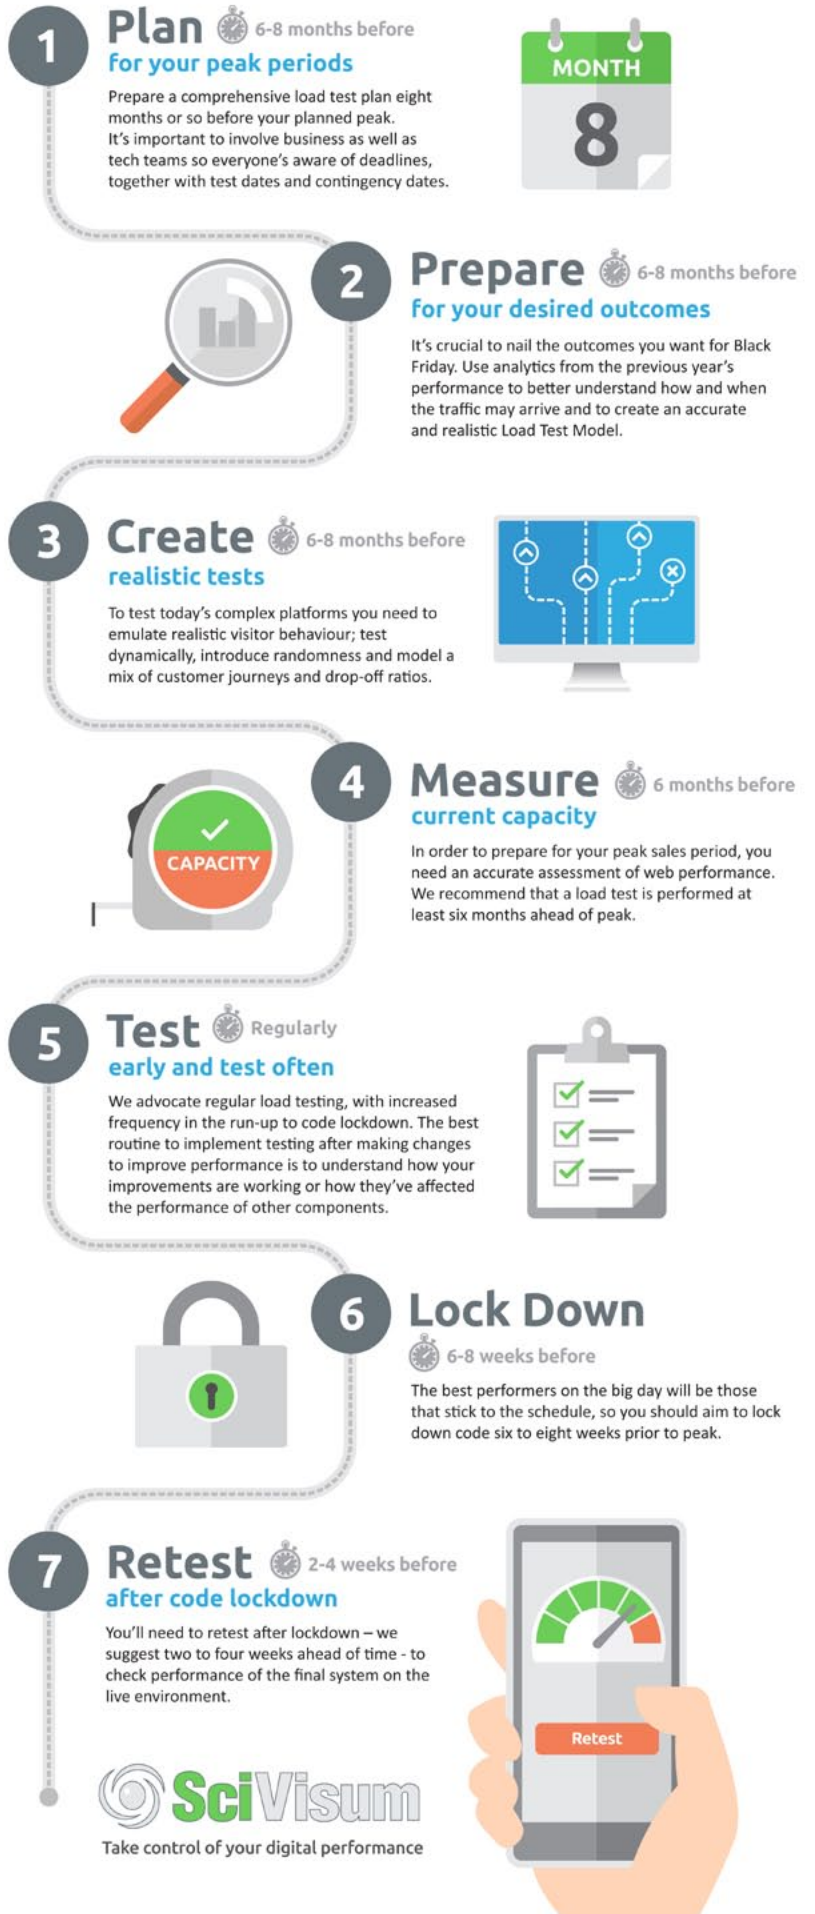 1
Plan 6-8 months before
for your peak periods
Prepare a comprehensive load test plan eight
months or so before your planned peak.
It's important to involve business as well as
tech teams so everyone's aware of deadlines,
together with test dates and contingency dates.
MONTH
8
2
Prepare 6-8 months before
for your desired outcomes
It's crucial to nail the outcomes you want for Black
Friday. Use analytics from the previous year's
performance to better understand how and when
the traffic may arrive and to create an accurate
and realistic Load Test Model.
3
Create 6-8 months before
realistic tests
To test today's complex platforms you need to
emulate realistic visitor behaviour; test
dynamically, introduce randomness and model a
mix of customer journeys and drop-off ratios.
4
Measure 6 months before
current capacity
In order to prepare for your peak sales period, you
need an accurate assessment of web performance.
We recommend that a load test is performed at
least six months ahead of peak.
CAPACITY
5
Test Regularly
early and test often
We advocate regular load testing, with increased
frequency in the run-up to code lockdown. The best
routine to implement testing after making changes
to improve performance is to understand how your
improvements are working or how they've affected
the performance of other components.
6
Lock Down
6-8 weeks before
The best performers on the big day will be those
that stick to the schedule, so you should aim to lock
down code six to eight weeks prior to peak.
7
Retest 2-4 weeks before
after code lockdown
You'll need to retest after lockdown – we
suggest two to four weeks ahead of time - to
check performance of the final system on the
live environment.
Retest
SciVisum
Take control of your digital performance